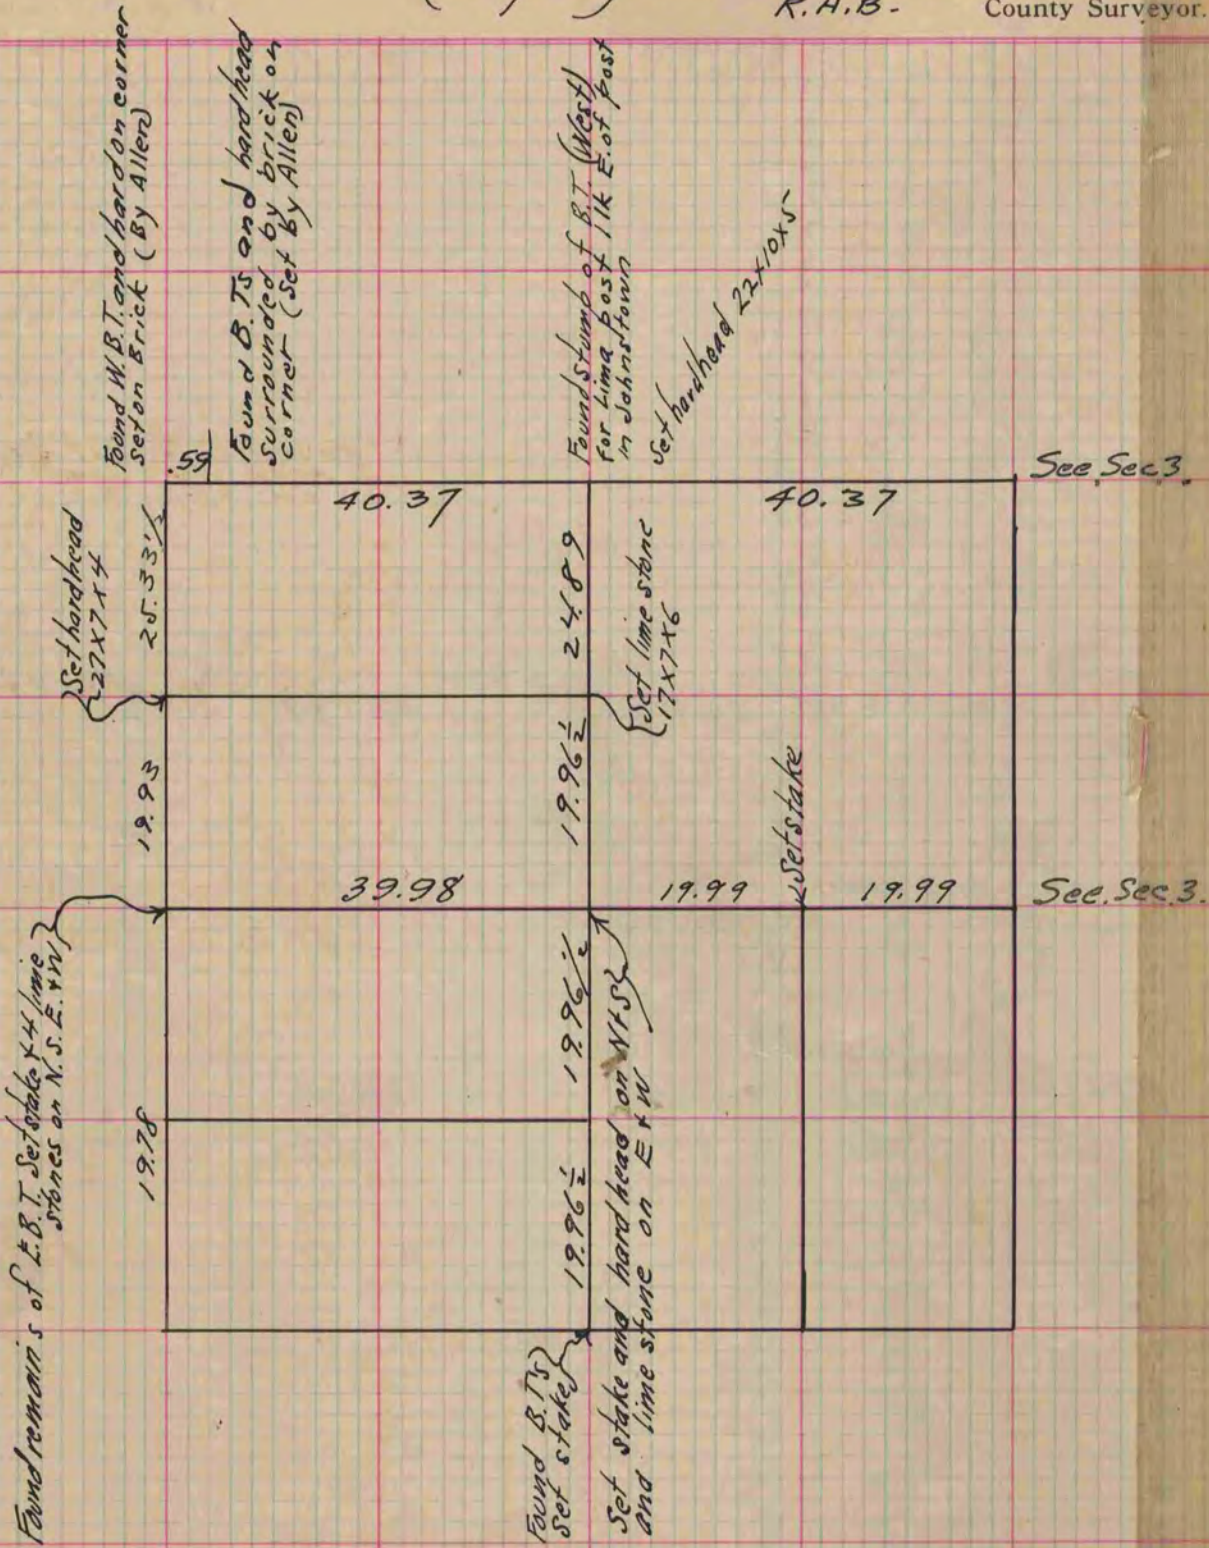 R.A.B. - County Surveyor.
Found W.B.T. and hard on corner
Set on Brick (By Allen)
Found B.Ts and hardhead
surrounded by brick on
corner (Set by Allen)
Found stump of B.T. (West)
for Lima post 11k E. of post
in Johnstown
Set hardhead 22x10x5
.59
See. Sec. 3.
40.37
40.37
Set hardhead
27x7x4
25.33½
24.89
Set lime stone
17x7x6
19.93
19.96½
Set stake
39.98
19.99
19.99
See. Sec. 3.
Found remains of E.B.T. Set stake + 4 lime
stones on N. S. E. + W
19.78
19.96½
19.96½
Set stake and hard head on N+S
and lime stone on E + W
Found B.Ts
Set stake